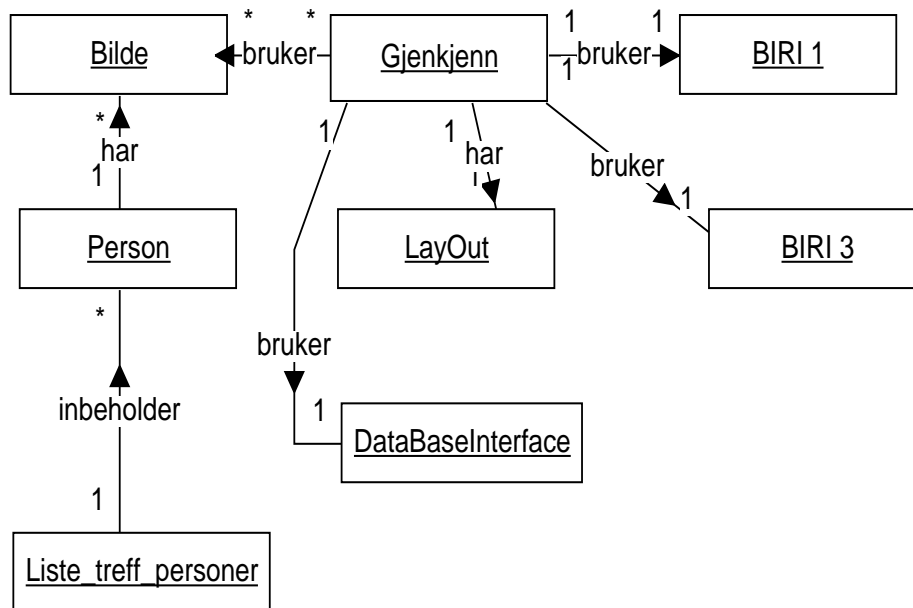 * * 1 1
Bilde bruker Gjenkjenn bruker BIRI 1
1
* 1 1
har har bruker
1 1 1
Person LayOut BIRI 3
*
bruker
inbeholder 1
DataBaseInterface
1
Liste_treff_personer